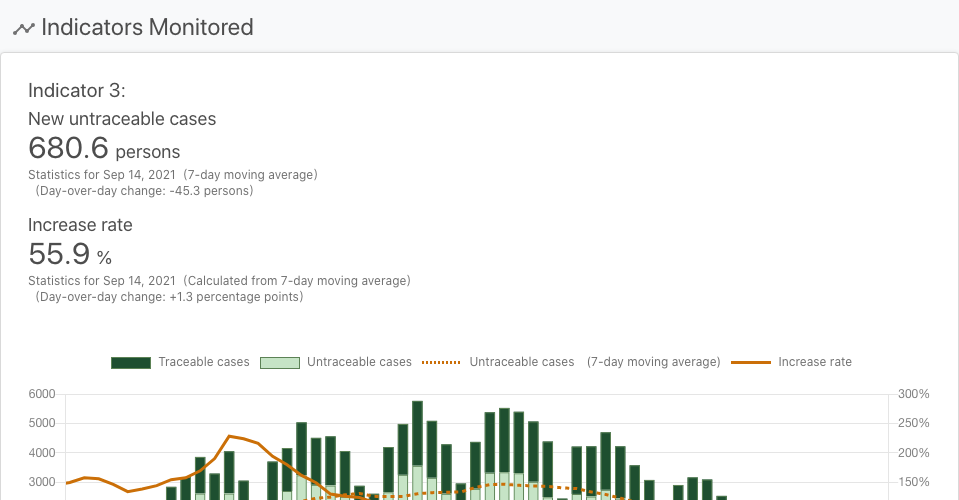 Indicators Monitored
Indicator 3:
New untraceable cases
680.6 persons
Statistics for Sep 14, 2021 (7-day moving average)
(Day-over-day change: -45.3 persons)
Increase rate
55.9 %
Statistics for Sep 14, 2021 (Calculated from 7-day moving average)
(Day-over-day change: +1.3 percentage points)
Traceable cases Untraceable cases Untraceable cases (7-day moving average) Increase rate
6000 300%
5000 250%
4000 200%
3000 150%